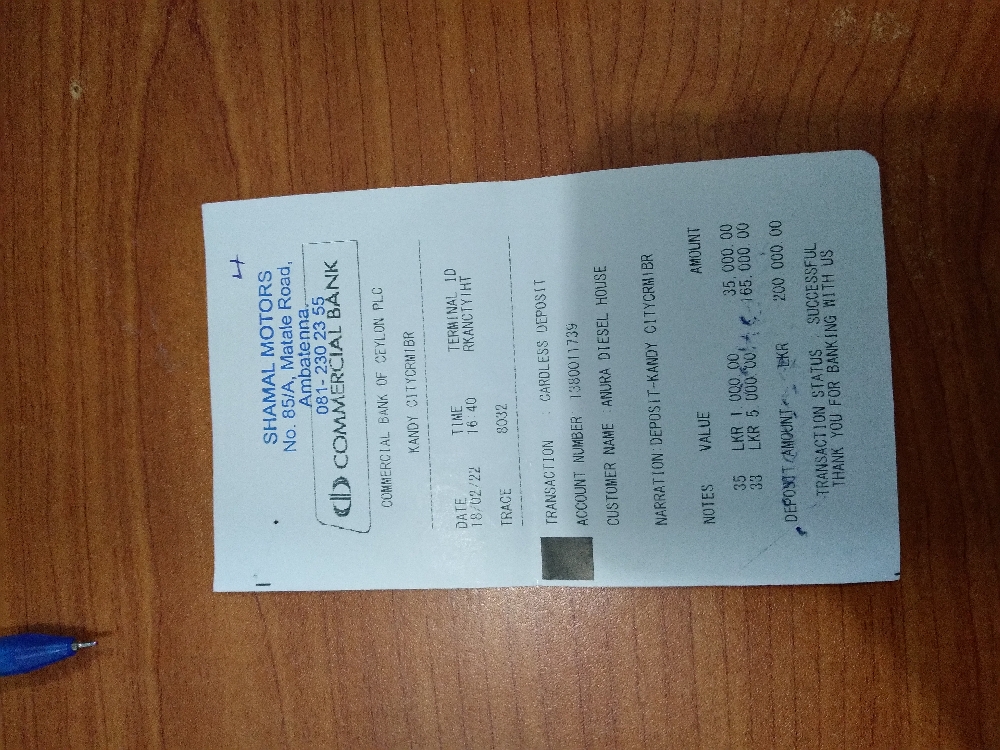 4
SHAMAL MOTORS
No. 85/A, Matale Road,
Ambatenna.
081- 230 23 55
COMMERCIAL BANK
COMMERCIAL BANK OF CEYLON PLC
KANDY CITYCRM1BR
DATE TIME TERMINAL ID
18/02/22 16:40 RKANCTY1HT
TRACE 8032
TRANSACTION : CARDLESS DEPOSIT
ACCOUNT NUMBER 1380011739
CUSTOMER NAME : ANURA DIESEL HOUSE
NARRATION:DEPOSIT-KANDY CITYCRM1BR
NOTES VALUE AMOUNT
35 LKR 1 000 00 35.000.00
33 LKR 5 000 00 165.000 00
DEPOSIT AMOUNT LKR 200 000 00
TRANSACTION STATUS : SUCCESSFUL
THANK YOU FOR BANKING WITH US